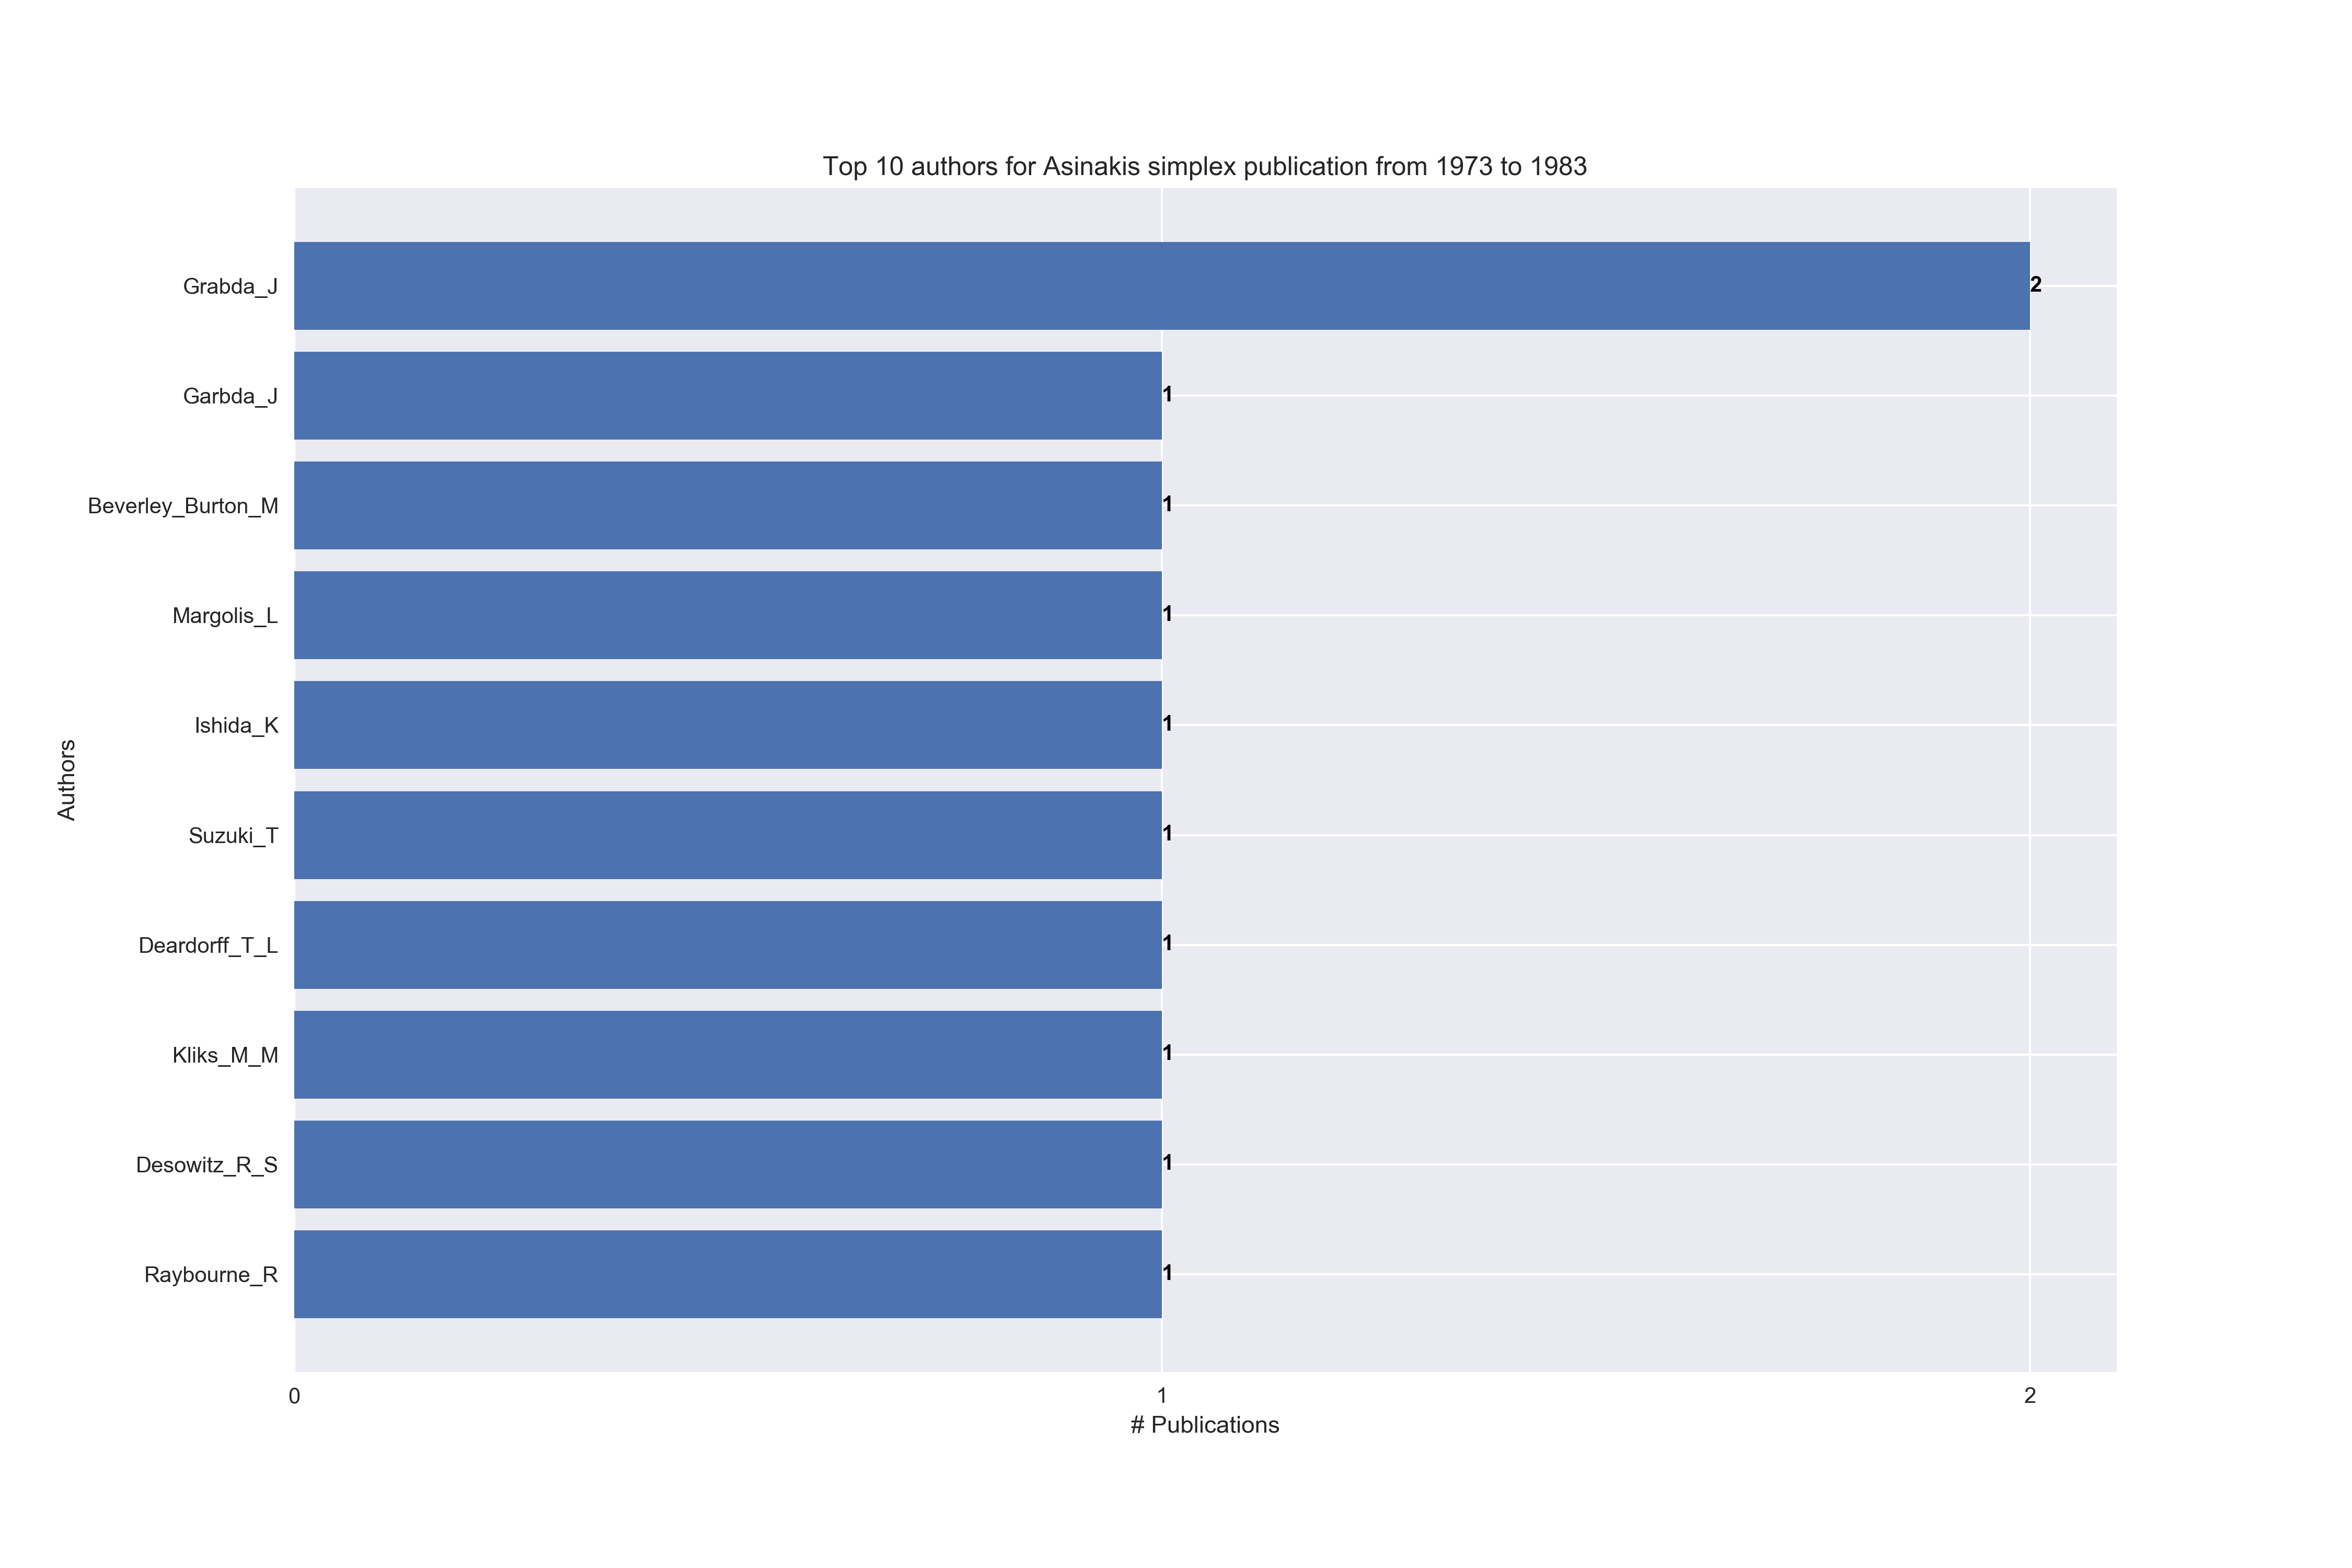 Top 10 authors for Asinakis simplex publication from 1973 to 1983
Grabda_J
2
Garbda_J
1
Beverley_Burton_M
1
Margolis_L
1
Ishida_K
1
Authors
Suzuki_T
1
Deardorff_T_L
1
Kliks_M_M
1
Desowitz_R_S
1
Raybourne_R
1
0 1 2
# Publications